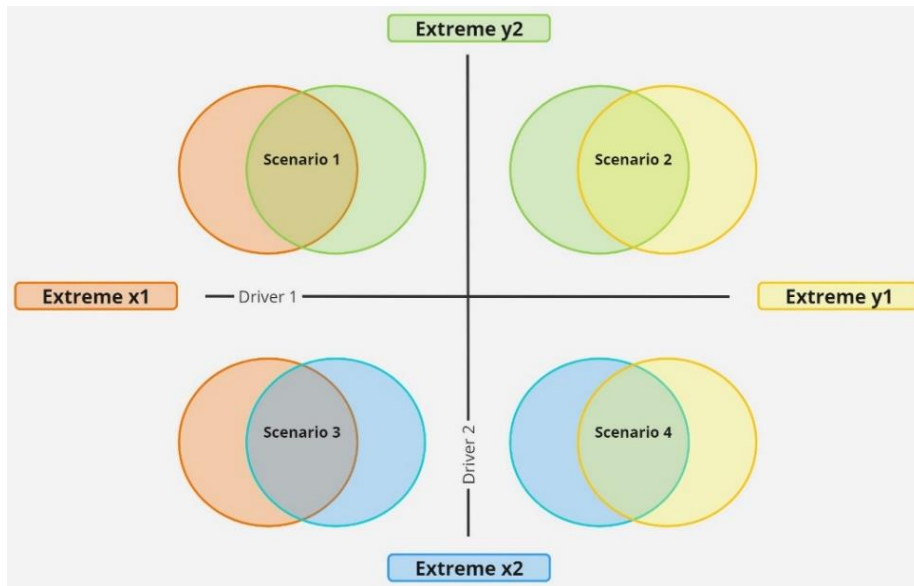 Extreme y2
Scenario 1
Scenario 2
Extreme x1
Driver 1
Extreme y1
Scenario 3
Scenario 4
Driver 2
Extreme x2